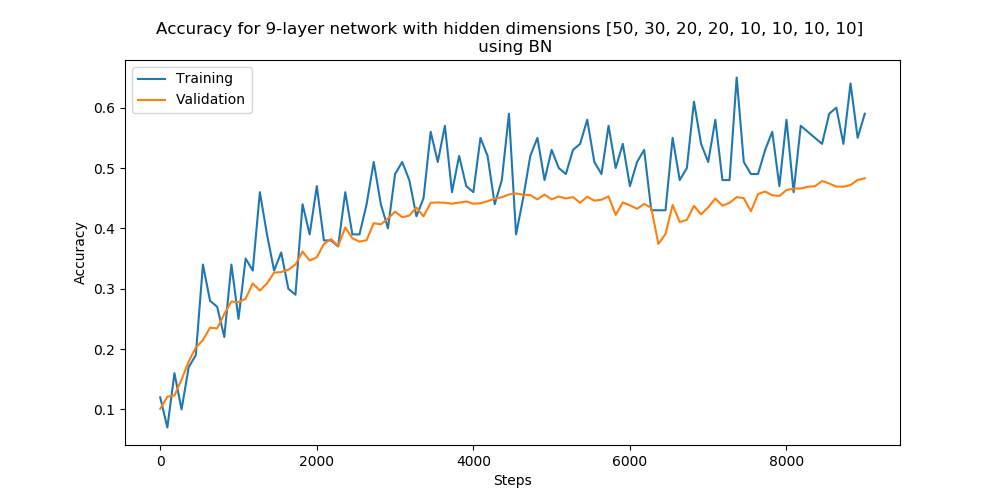 Accuracy for 9-layer network with hidden dimensions [50, 30, 20, 20, 10, 10, 10, 10]
using BN
Training
Validation
0.6
0.5
0.4
0.3
0.2
0.1
Accuracy
0 2000 4000 6000 8000
Steps